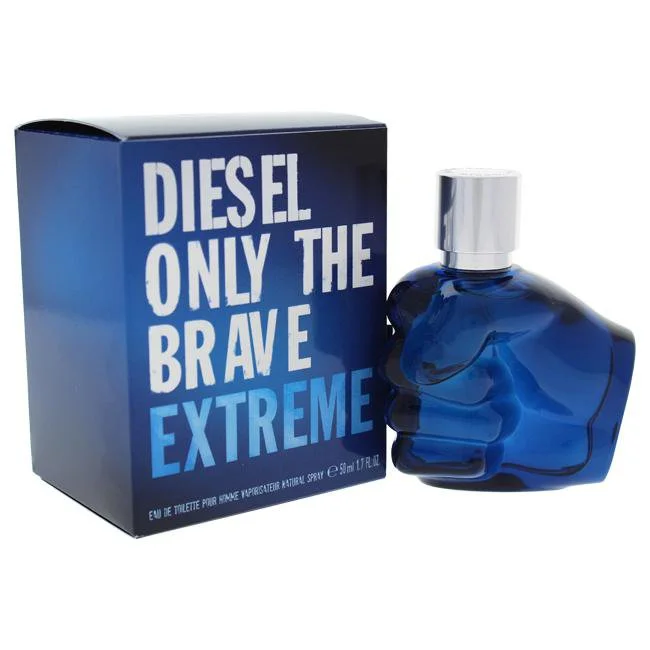 DIESEL
ONLY THE
BRAVE
EXTREME
EAU DE TOILETTE POUR HOMME VAPORISATEUR NATURAL SPRAY ℮ 50 ml 1.7 FL.OZ.